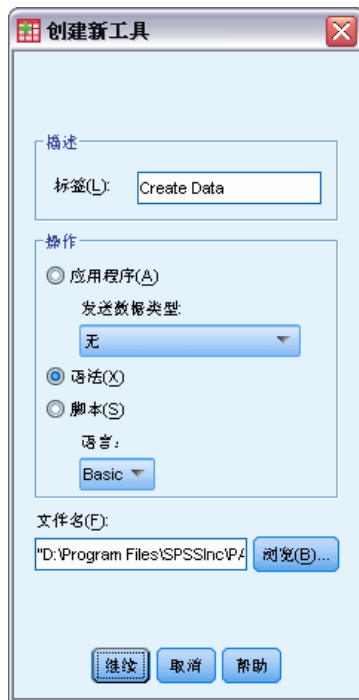 创建新工具
描述
标签(L):
Create Data
操作
应用程序(A)
发送数据类型:
无
语法(X)
脚本(S)
语言:
Basic
文件名(F):
"D:\Program Files\SPSSInc\PA
浏览(B)...
继续
取消
帮助